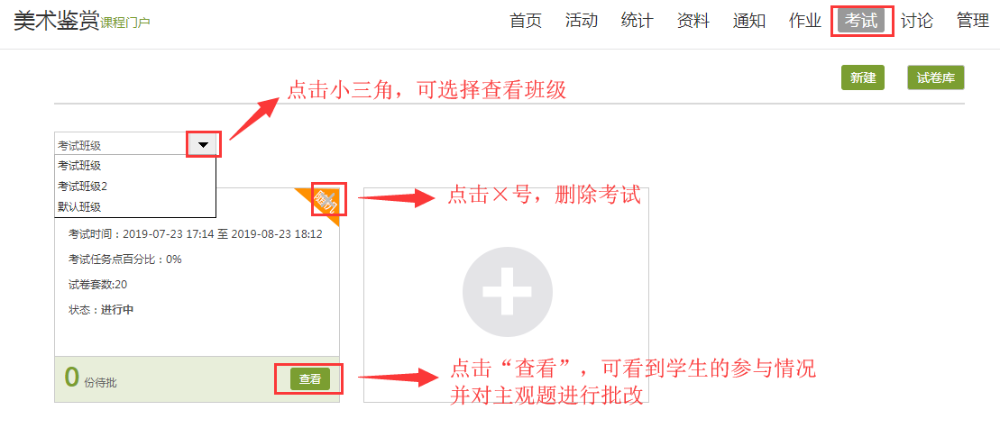 美术鉴赏课程门户
首页 活动 统计 资料 通知 作业 考试 讨论 管理
新建 试卷库
点击小三角，可选择查看班级
考试班级
考试班级
考试班级2
默认班级
随机
点击×号，删除考试
考试时间：2019-07-23 17:14 至 2019-08-23 18:12
考试任务点百分比：0%
试卷套数:20
状态：进行中
0 份待批
查看
点击“查看”，可看到学生的参与情况
并对主观题进行批改